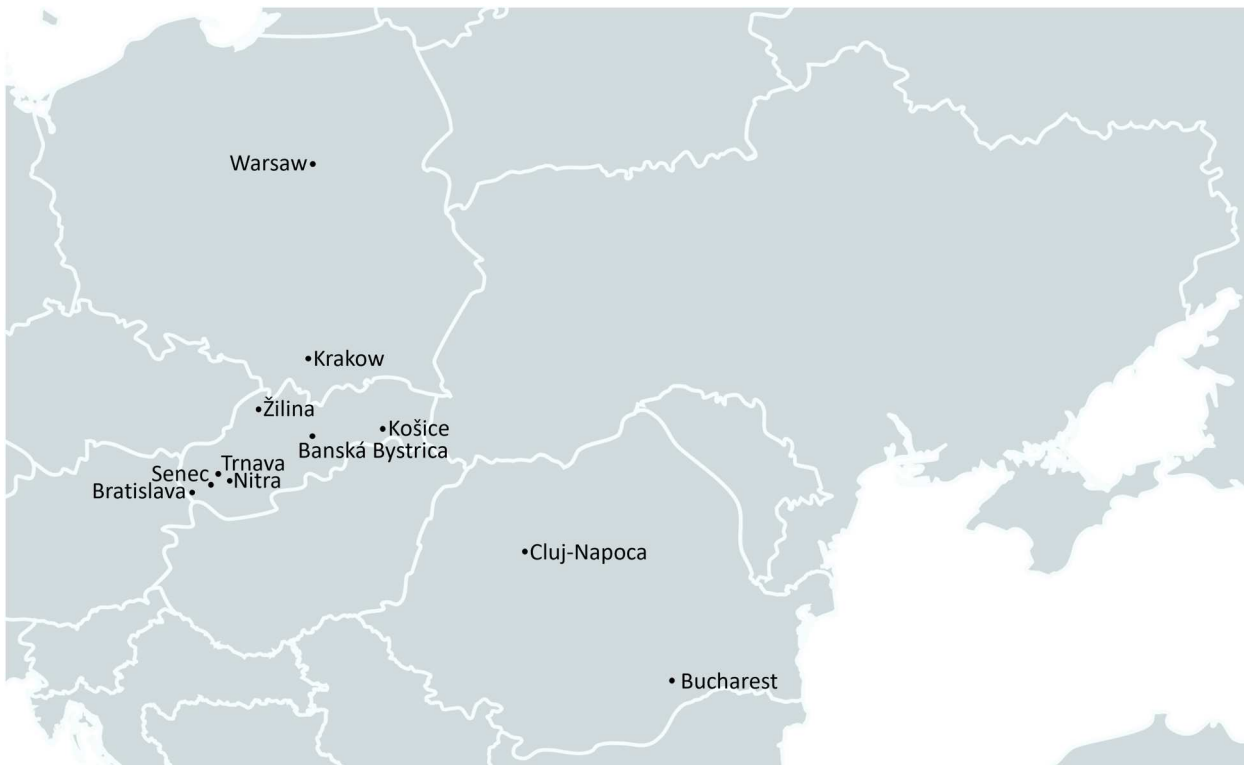 Warsaw
Krakow
Žilina
Košice
Banská Bystrica
Trnava
Senec
Nitra
Bratislava
Cluj-Napoca
Bucharest